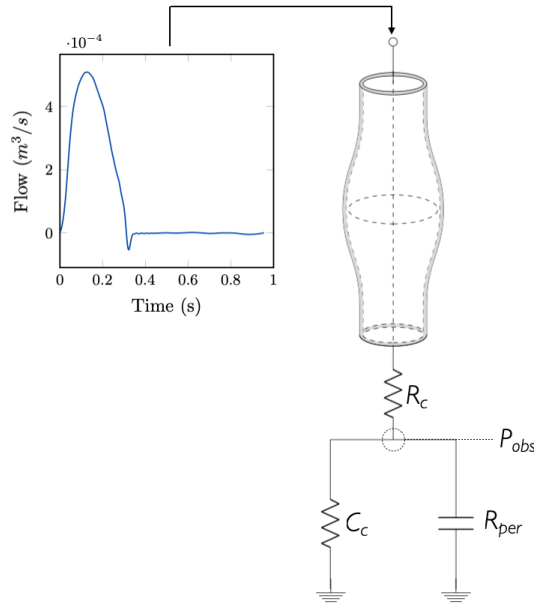 ·10⁻⁴
Flow (m³/s)
4
2
0
0
0.2
0.4
0.6
0.8
1
Time (s)
R_c
P_obs
C_c
R_per